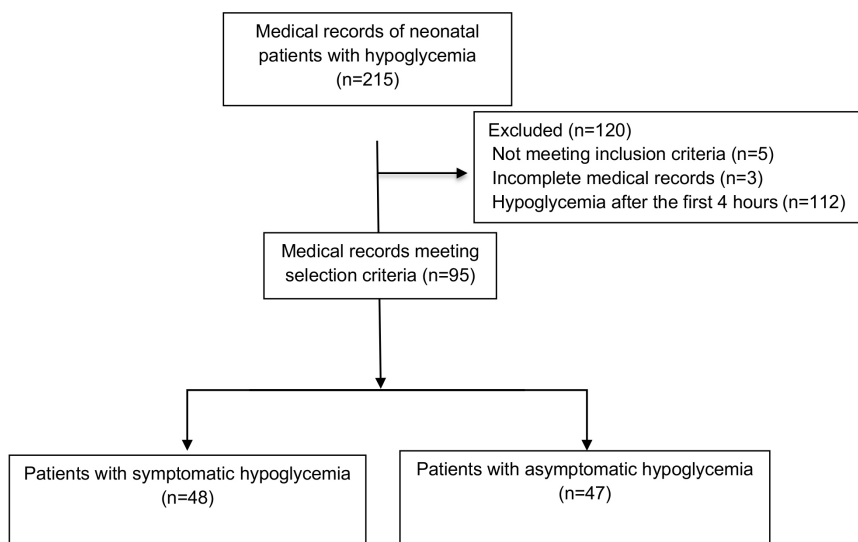 Medical records of neonatal
patients with hypoglycemia
(n=215)
Excluded (n=120)
Not meeting inclusion criteria (n=5)
Incomplete medical records (n=3)
Hypoglycemia after the first 4 hours (n=112)
Medical records meeting
selection criteria (n=95)
Patients with symptomatic hypoglycemia
(n=48)
Patients with asymptomatic hypoglycemia
(n=47)